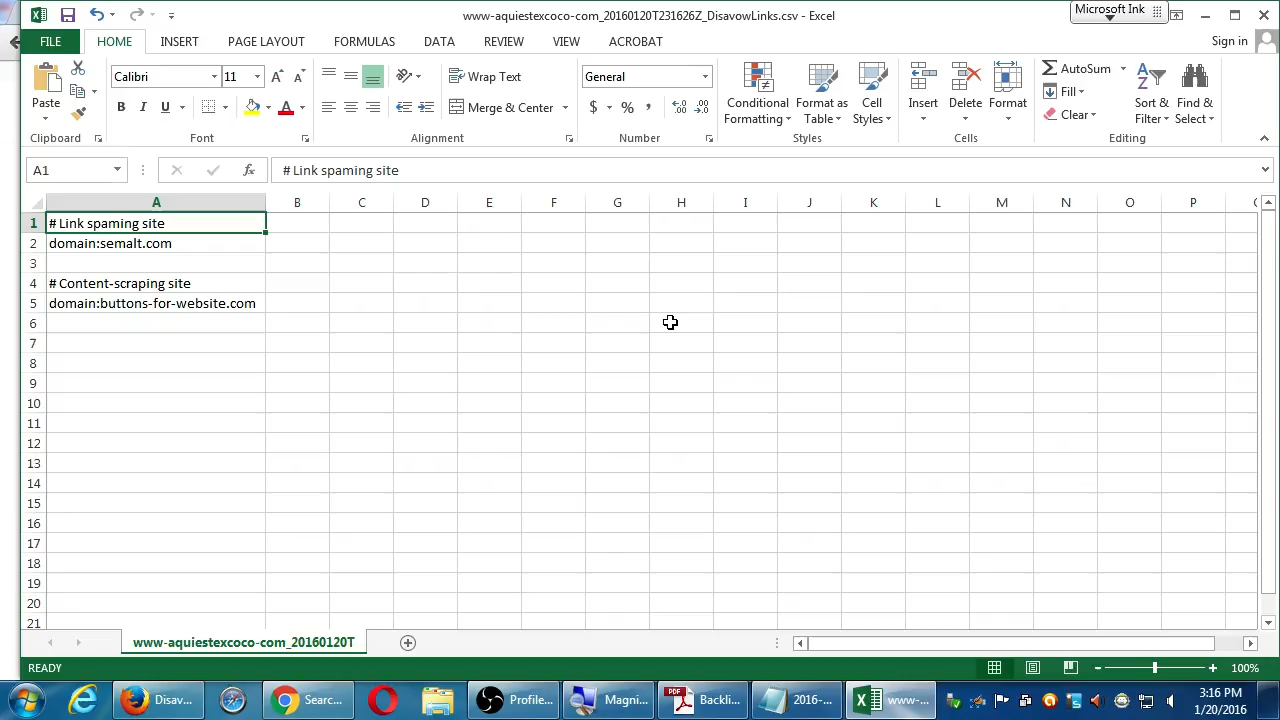 www-aquiestexcoco-com_20160120T231626Z_DisavowLinks.csv - Excel
Microsoft Ink
FILE HOME INSERT PAGE LAYOUT FORMULAS DATA REVIEW VIEW ACROBAT Sign in
Paste
Calibri 11
B I U
Wrap Text
Merge & Center
General
$ % ,
Conditional Formatting
Format as Table
Cell Styles
Insert Delete Format
AutoSum
Fill
Clear
Sort & Filter
Find & Select
Clipboard Font Alignment Number Styles Cells Editing
A1 fx # Link spaming site
A B C D E F G H I J K L M N O P
1 # Link spaming site
2 domain:semalt.com
3
4 # Content-scraping site
5 domain:buttons-for-website.com
6
7
8
9
10
11
12
13
14
15
16
17
18
19
20
21
www-aquiestexcoco-com_20160120T
READY 100%
Disav... Searc... Profile... Magni... Backli... 2016-... www-...
3:16 PM
1/20/2016